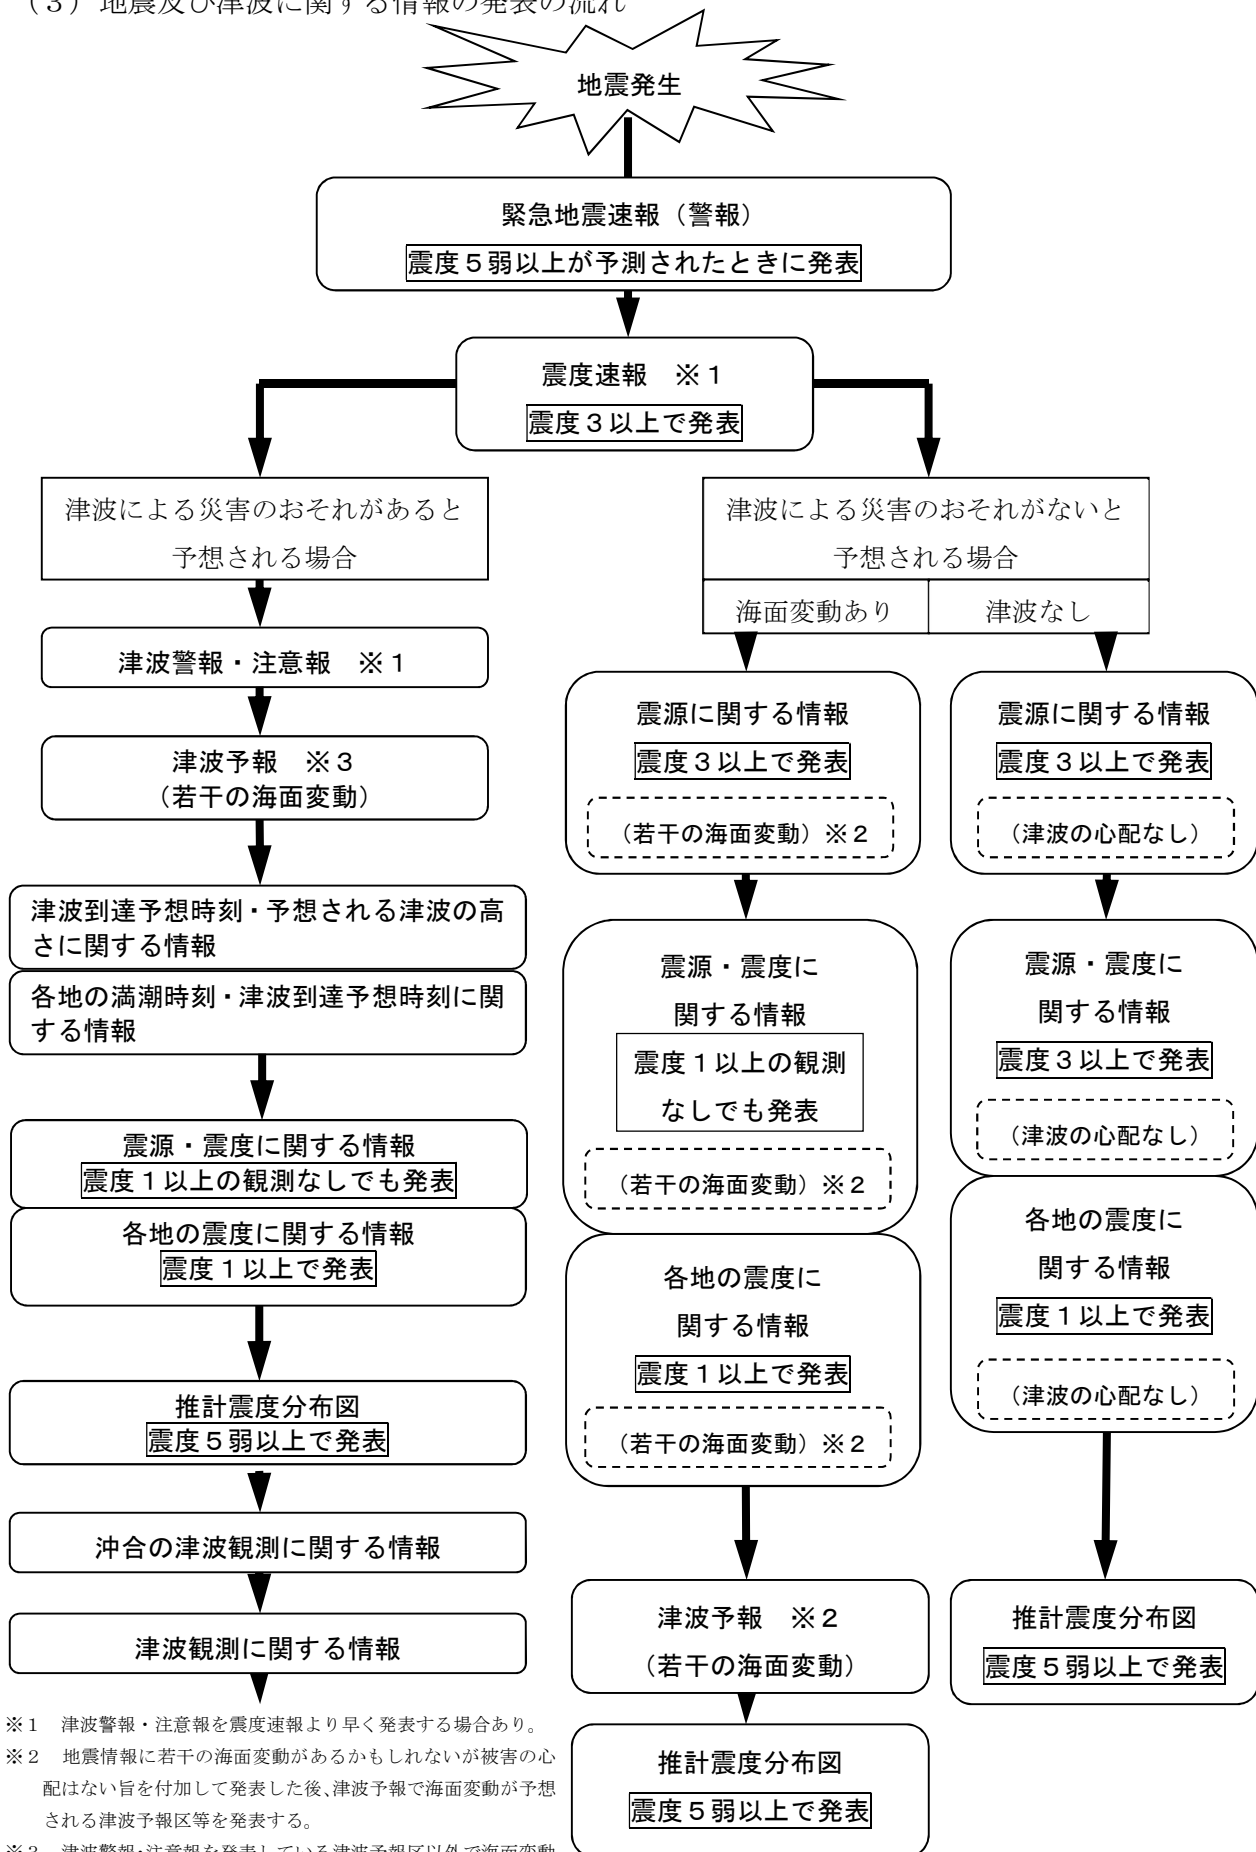 （３）地震及び津波に関する情報の発表の流れ
地震発生
緊急地震速報（警報）
震度５弱以上が予測されたときに発表
震度速報　※１
震度３以上で発表
津波による災害のおそれがあると
予想される場合
津波警報・注意報　※１
津波予報　※３
（若干の海面変動）
津波到達予想時刻・予想される津波の高
さに関する情報
各地の満潮時刻・津波到達予想時刻に関
する情報
震源・震度に関する情報
震度１以上の観測なしでも発表
各地の震度に関する情報
震度１以上で発表
推計震度分布図
震度５弱以上で発表
沖合の津波観測に関する情報
津波観測に関する情報
津波による災害のおそれがないと
予想される場合
海面変動あり
津波なし
震源に関する情報
震度３以上で発表
（若干の海面変動）※２
震源・震度に
関する情報
震度１以上の観測
なしでも発表
（若干の海面変動）※２
各地の震度に
関する情報
震度１以上で発表
（若干の海面変動）※２
津波予報　※２
（若干の海面変動）
推計震度分布図
震度５弱以上で発表
震源に関する情報
震度３以上で発表
（津波の心配なし）
震源・震度に
関する情報
震度３以上で発表
（津波の心配なし）
各地の震度に
関する情報
震度１以上で発表
（津波の心配なし）
推計震度分布図
震度５弱以上で発表
※１　津波警報・注意報を震度速報より早く発表する場合あり。
※２　地震情報に若干の海面変動があるかもしれないが被害の心
配はない旨を付加して発表した後、津波予報で海面変動が予想
される津波予報区等を発表する。
※３　津波警報・注意報を発表している津波予報区以外で海面変動